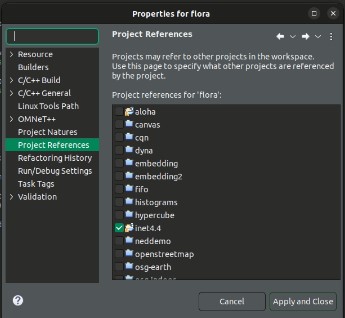 Properties for flora
Resource
Builders
C/C++ Build
C/C++ General
Linux Tools Path
OMNeT++
Project Natures
Project References
Refactoring History
Run/Debug Settings
Task Tags
Validation
Project References
Projects may refer to other projects in the workspace.
Use this page to specify what other projects are referenced
by the project.
Project references for 'flora':
aloha
canvas
cqn
dyna
embedding
embedding2
fifo
histograms
hypercube
inet4.4
neddemo
openstreetmap
osg-earth
osg-indoor
Cancel
Apply and Close